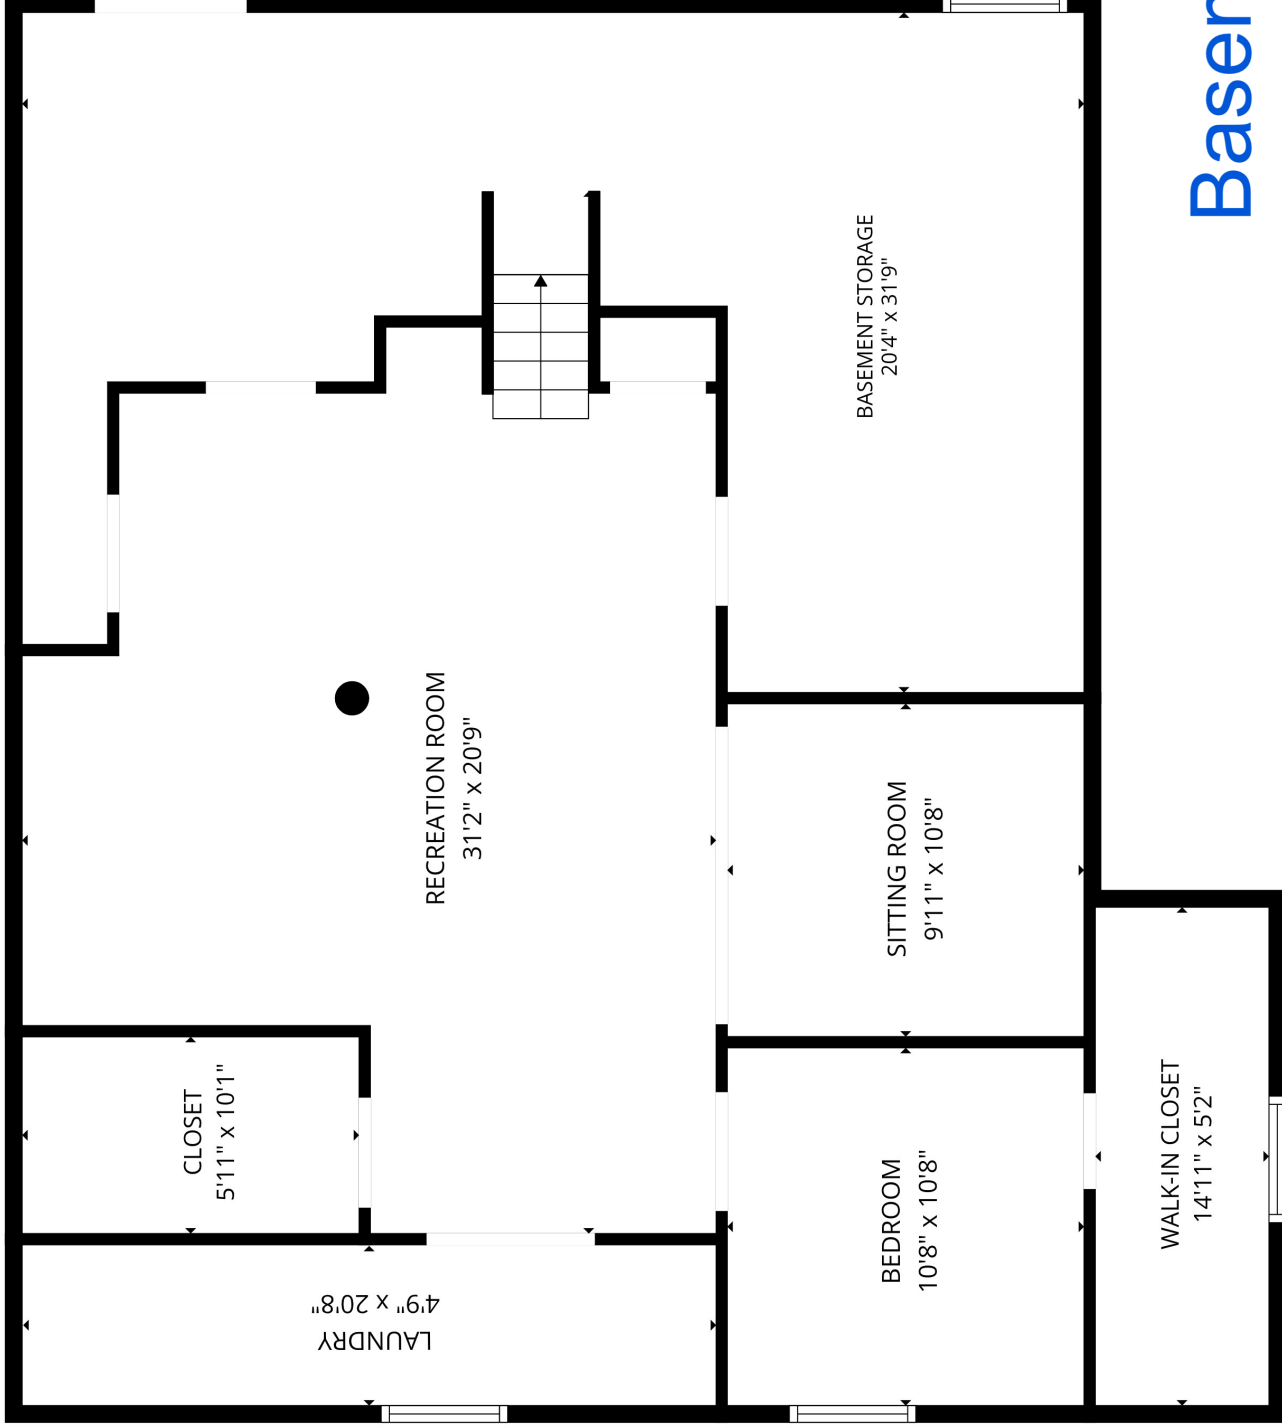 Basem
BASEMENT STORAGE
20'4" x 31'9"
RECREATION ROOM
31'2" x 20'9"
SITTING ROOM
9'11" x 10'8"
CLOSET
5'11" x 10'1"
BEDROOM
10'8" x 10'8"
WALK-IN CLOSET
14'11" x 5'2"
LAUNDRY
4'9" x 20'8"